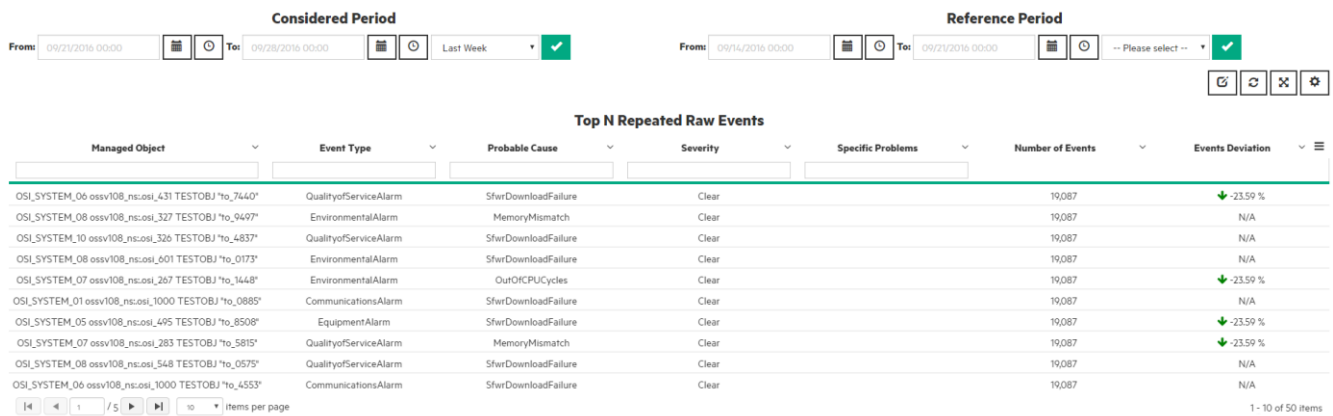 Considered Period Reference Period
From: 09/21/2016 00:00 To: 09/28/2016 00:00 Last Week From: 09/14/2016 00:00 To: 09/21/2016 00:00 -- Please select --
Top N Repeated Raw Events
Managed Object Event Type Probable Cause Severity Specific Problems Number of Events Events Deviation
OSI_SYSTEM_06 ossv108_ns:.osi_431 TESTOBJ "to_7440" QualityofServiceAlarm SfwrDownloadFailure Clear 19,087 -23.59 %
OSI_SYSTEM_08 ossv108_ns:.osi_327 TESTOBJ "to_9497" EnvironmentalAlarm MemoryMismatch Clear 19,087 N/A
OSI_SYSTEM_10 ossv108_ns:.osi_326 TESTOBJ "to_4837" QualityofServiceAlarm SfwrDownloadFailure Clear 19,087 N/A
OSI_SYSTEM_08 ossv108_ns:.osi_601 TESTOBJ "to_0173" EnvironmentalAlarm SfwrDownloadFailure Clear 19,087 N/A
OSI_SYSTEM_07 ossv108_ns:.osi_267 TESTOBJ "to_1448" EnvironmentalAlarm OutOfCPUCycles Clear 19,087 -23.59 %
OSI_SYSTEM_01 ossv108_ns:.osi_1000 TESTOBJ "to_0885" CommunicationsAlarm SfwrDownloadFailure Clear 19,087 N/A
OSI_SYSTEM_05 ossv108_ns:.osi_495 TESTOBJ "to_8508" EquipmentAlarm SfwrDownloadFailure Clear 19,087 -23.59 %
OSI_SYSTEM_07 ossv108_ns:.osi_283 TESTOBJ "to_5815" QualityofServiceAlarm MemoryMismatch Clear 19,087 -23.59 %
OSI_SYSTEM_08 ossv108_ns:.osi_548 TESTOBJ "to_0575" QualityofServiceAlarm SfwrDownloadFailure Clear 19,087 N/A
OSI_SYSTEM_06 ossv108_ns:.osi_1000 TESTOBJ "to_4553" CommunicationsAlarm SfwrDownloadFailure Clear 19,087 N/A
1 / 5 10 items per page 1 - 10 of 50 items